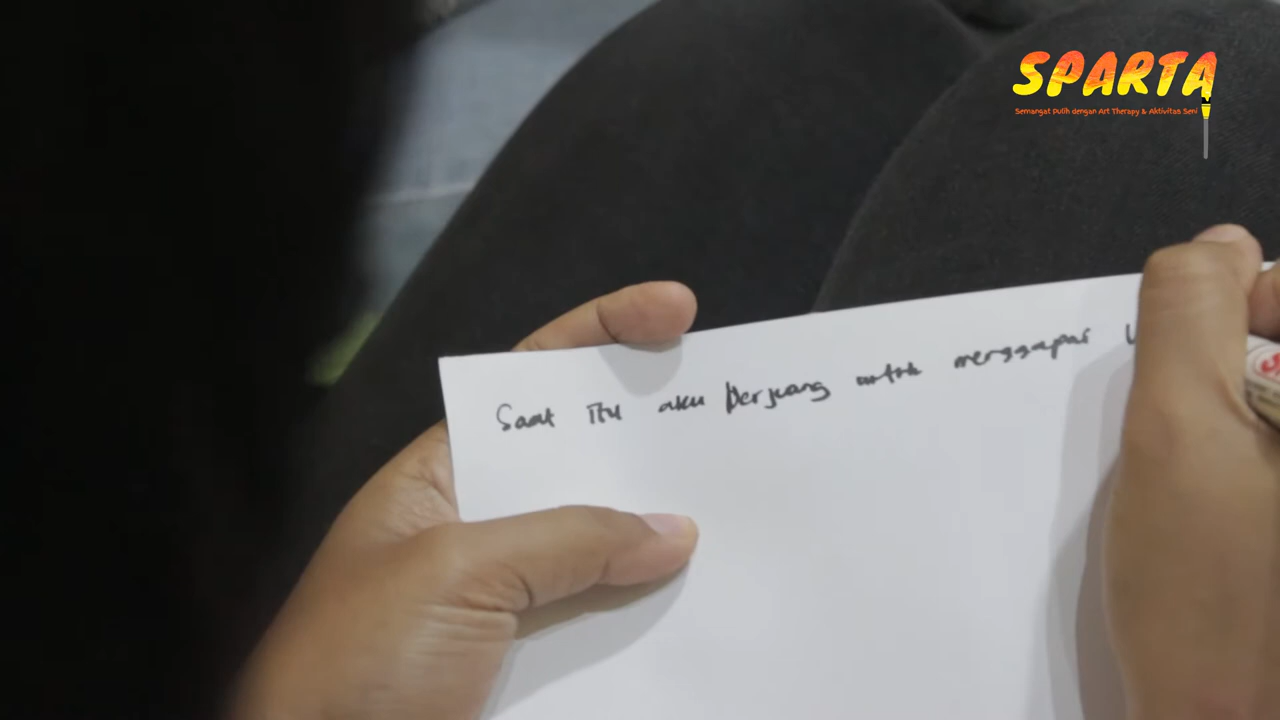 SPARTA
Semangat Pulih dengan Art Therapy & Aktivitas Seni
Saat itu aku berjuang untuk menggapai